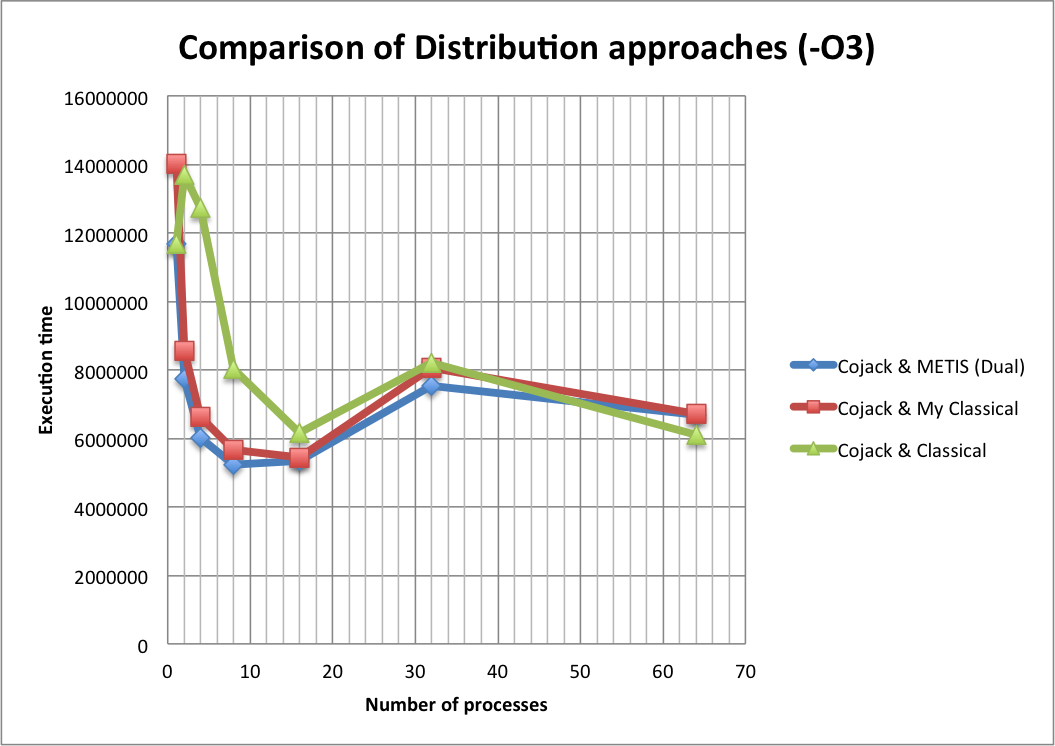 Comparison of Distribution approaches (-O3)
16000000
14000000
12000000
10000000
8000000
6000000
4000000
2000000
0
Execution time
0 10 20 30 40 50 60 70
Number of processes
Cojack & METIS (Dual)
Cojack & My Classical
Cojack & Classical